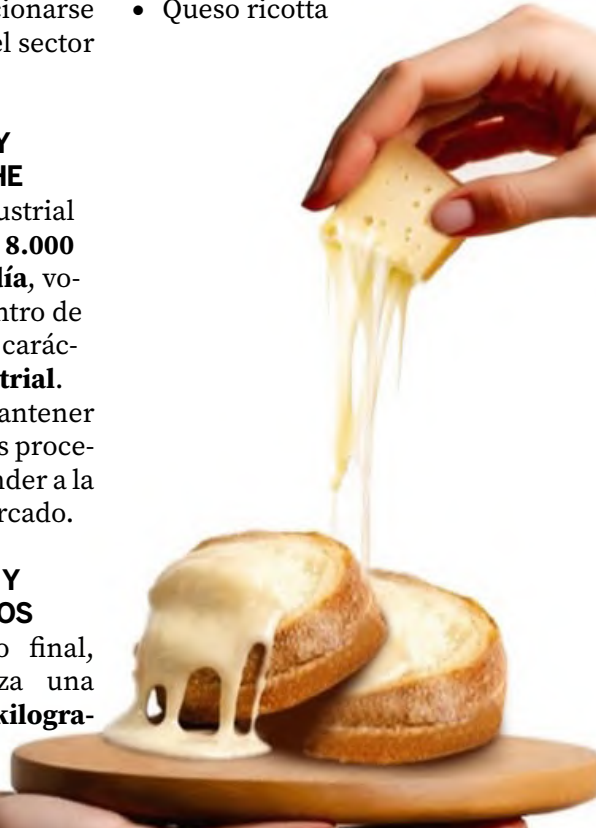 cionarse
el sector
Y
HE
ustrial
8.000
día, vo-
ntro de
carác-
trial.
antener
s proce-
nder a la
rcado.
Y
OS
o final,
za una
kilogra-
• Queso ricotta